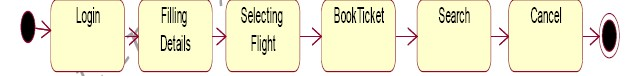 Login
Filling
Details
Selecting
Flight
BookTicket
Search
Cancel